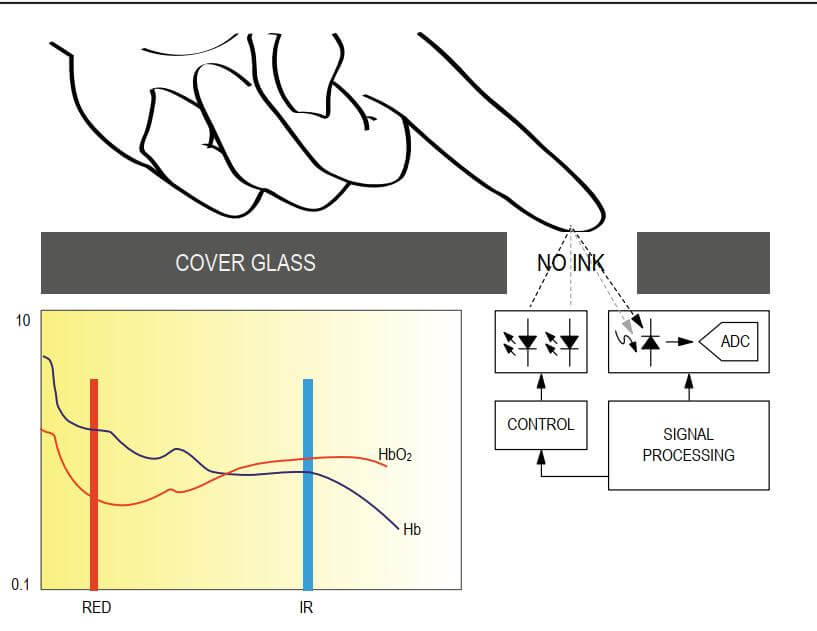 COVER GLASS
NO INK
10
ADC
CONTROL
SIGNAL
PROCESSING
HbO₂
Hb
0.1
RED
IR